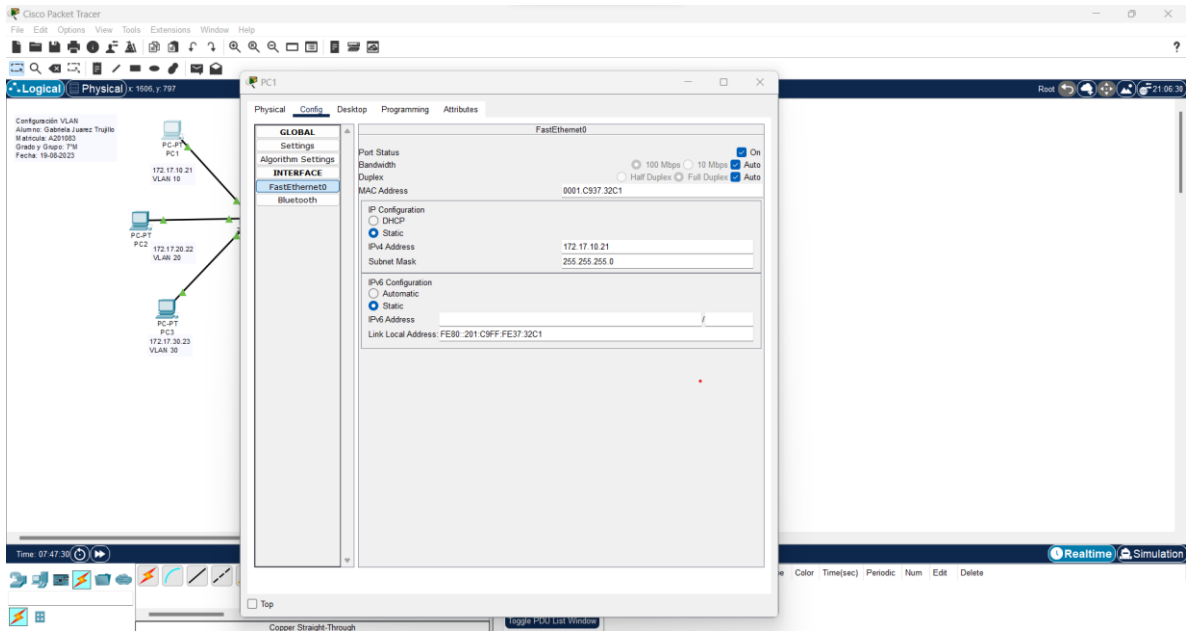 Cisco Packet Tracer
File Edit Options View Tools Extensions Window Help
?
Logical Physical x: 1606, y: 797
Root 21:06:30
Configuración VLAN
Alumno: Gabriela Juarez Trujillo
Matricula: A201083
Grado y Grupo: 7°M
Fecha: 19-08-2023
PC-PT
PC1
172.17.10.21
VLAN 10
PC-PT
PC2
172.17.20.22
VLAN 20
PC-PT
PC3
172.17.30.23
VLAN 30
PC1
Physical Config Desktop Programming Attributes
GLOBAL
Settings
Algorithm Settings
INTERFACE
FastEthernet0
Bluetooth
FastEthernet0
Port Status On
Bandwidth 100 Mbps 10 Mbps Auto
Duplex Half Duplex Full Duplex Auto
MAC Address 0001.C937.32C1
IP Configuration
DHCP
Static
IPv4 Address 172.17.10.21
Subnet Mask 255.255.255.0
IPv6 Configuration
Automatic
Static
IPv6 Address /
Link Local Address: FE80::201:C9FF:FE37:32C1
Top
Time: 07:47:30
Realtime Simulation
Color Time(sec) Periodic Num Edit Delete
Toggle PDU List Window
Copper Straight-Through